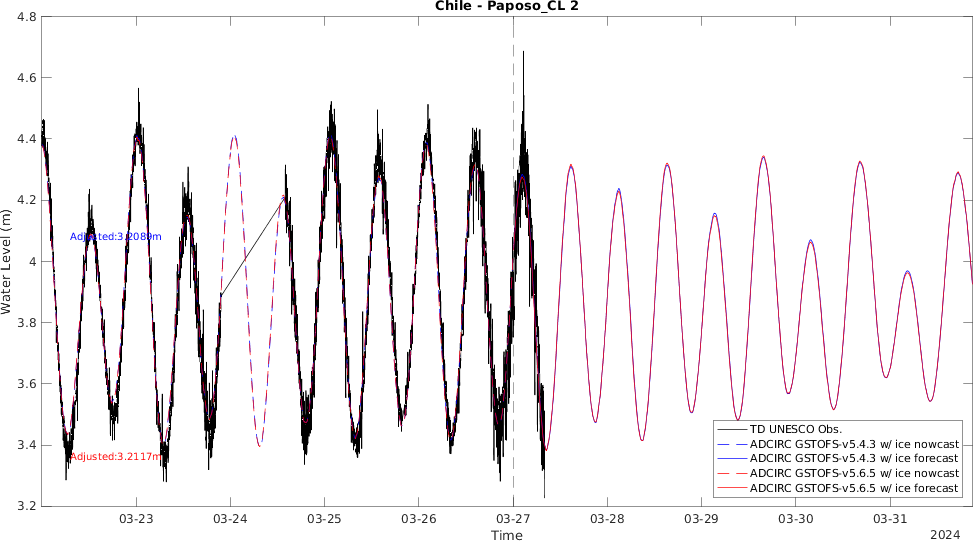 Chile - Paposo_CL 2
4.8
4.6
4.4
4.2
4
3.8
3.6
3.4
3.2
Water Level (m)
Adjusted:3.2089m
Adjusted:3.2117m
TD UNESCO Obs.
ADCIRC GSTOFS-v5.4.3 w/ ice nowcast
ADCIRC GSTOFS-v5.4.3 w/ ice forecast
ADCIRC GSTOFS-v5.6.5 w/ ice nowcast
ADCIRC GSTOFS-v5.6.5 w/ ice forecast
03-23 03-24 03-25 03-26 03-27 03-28 03-29 03-30 03-31
Time
2024